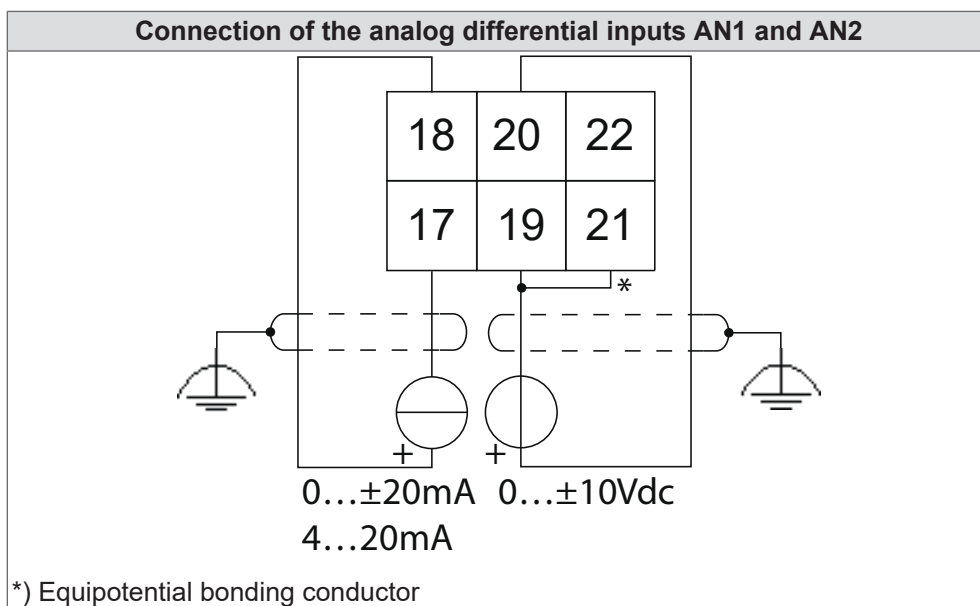 Connection of the analog differential inputs AN1 and AN2
18 20 22
17 19 21
*
+ +
0…±20mA 0…±10Vdc
4…20mA
*) Equipotential bonding conductor